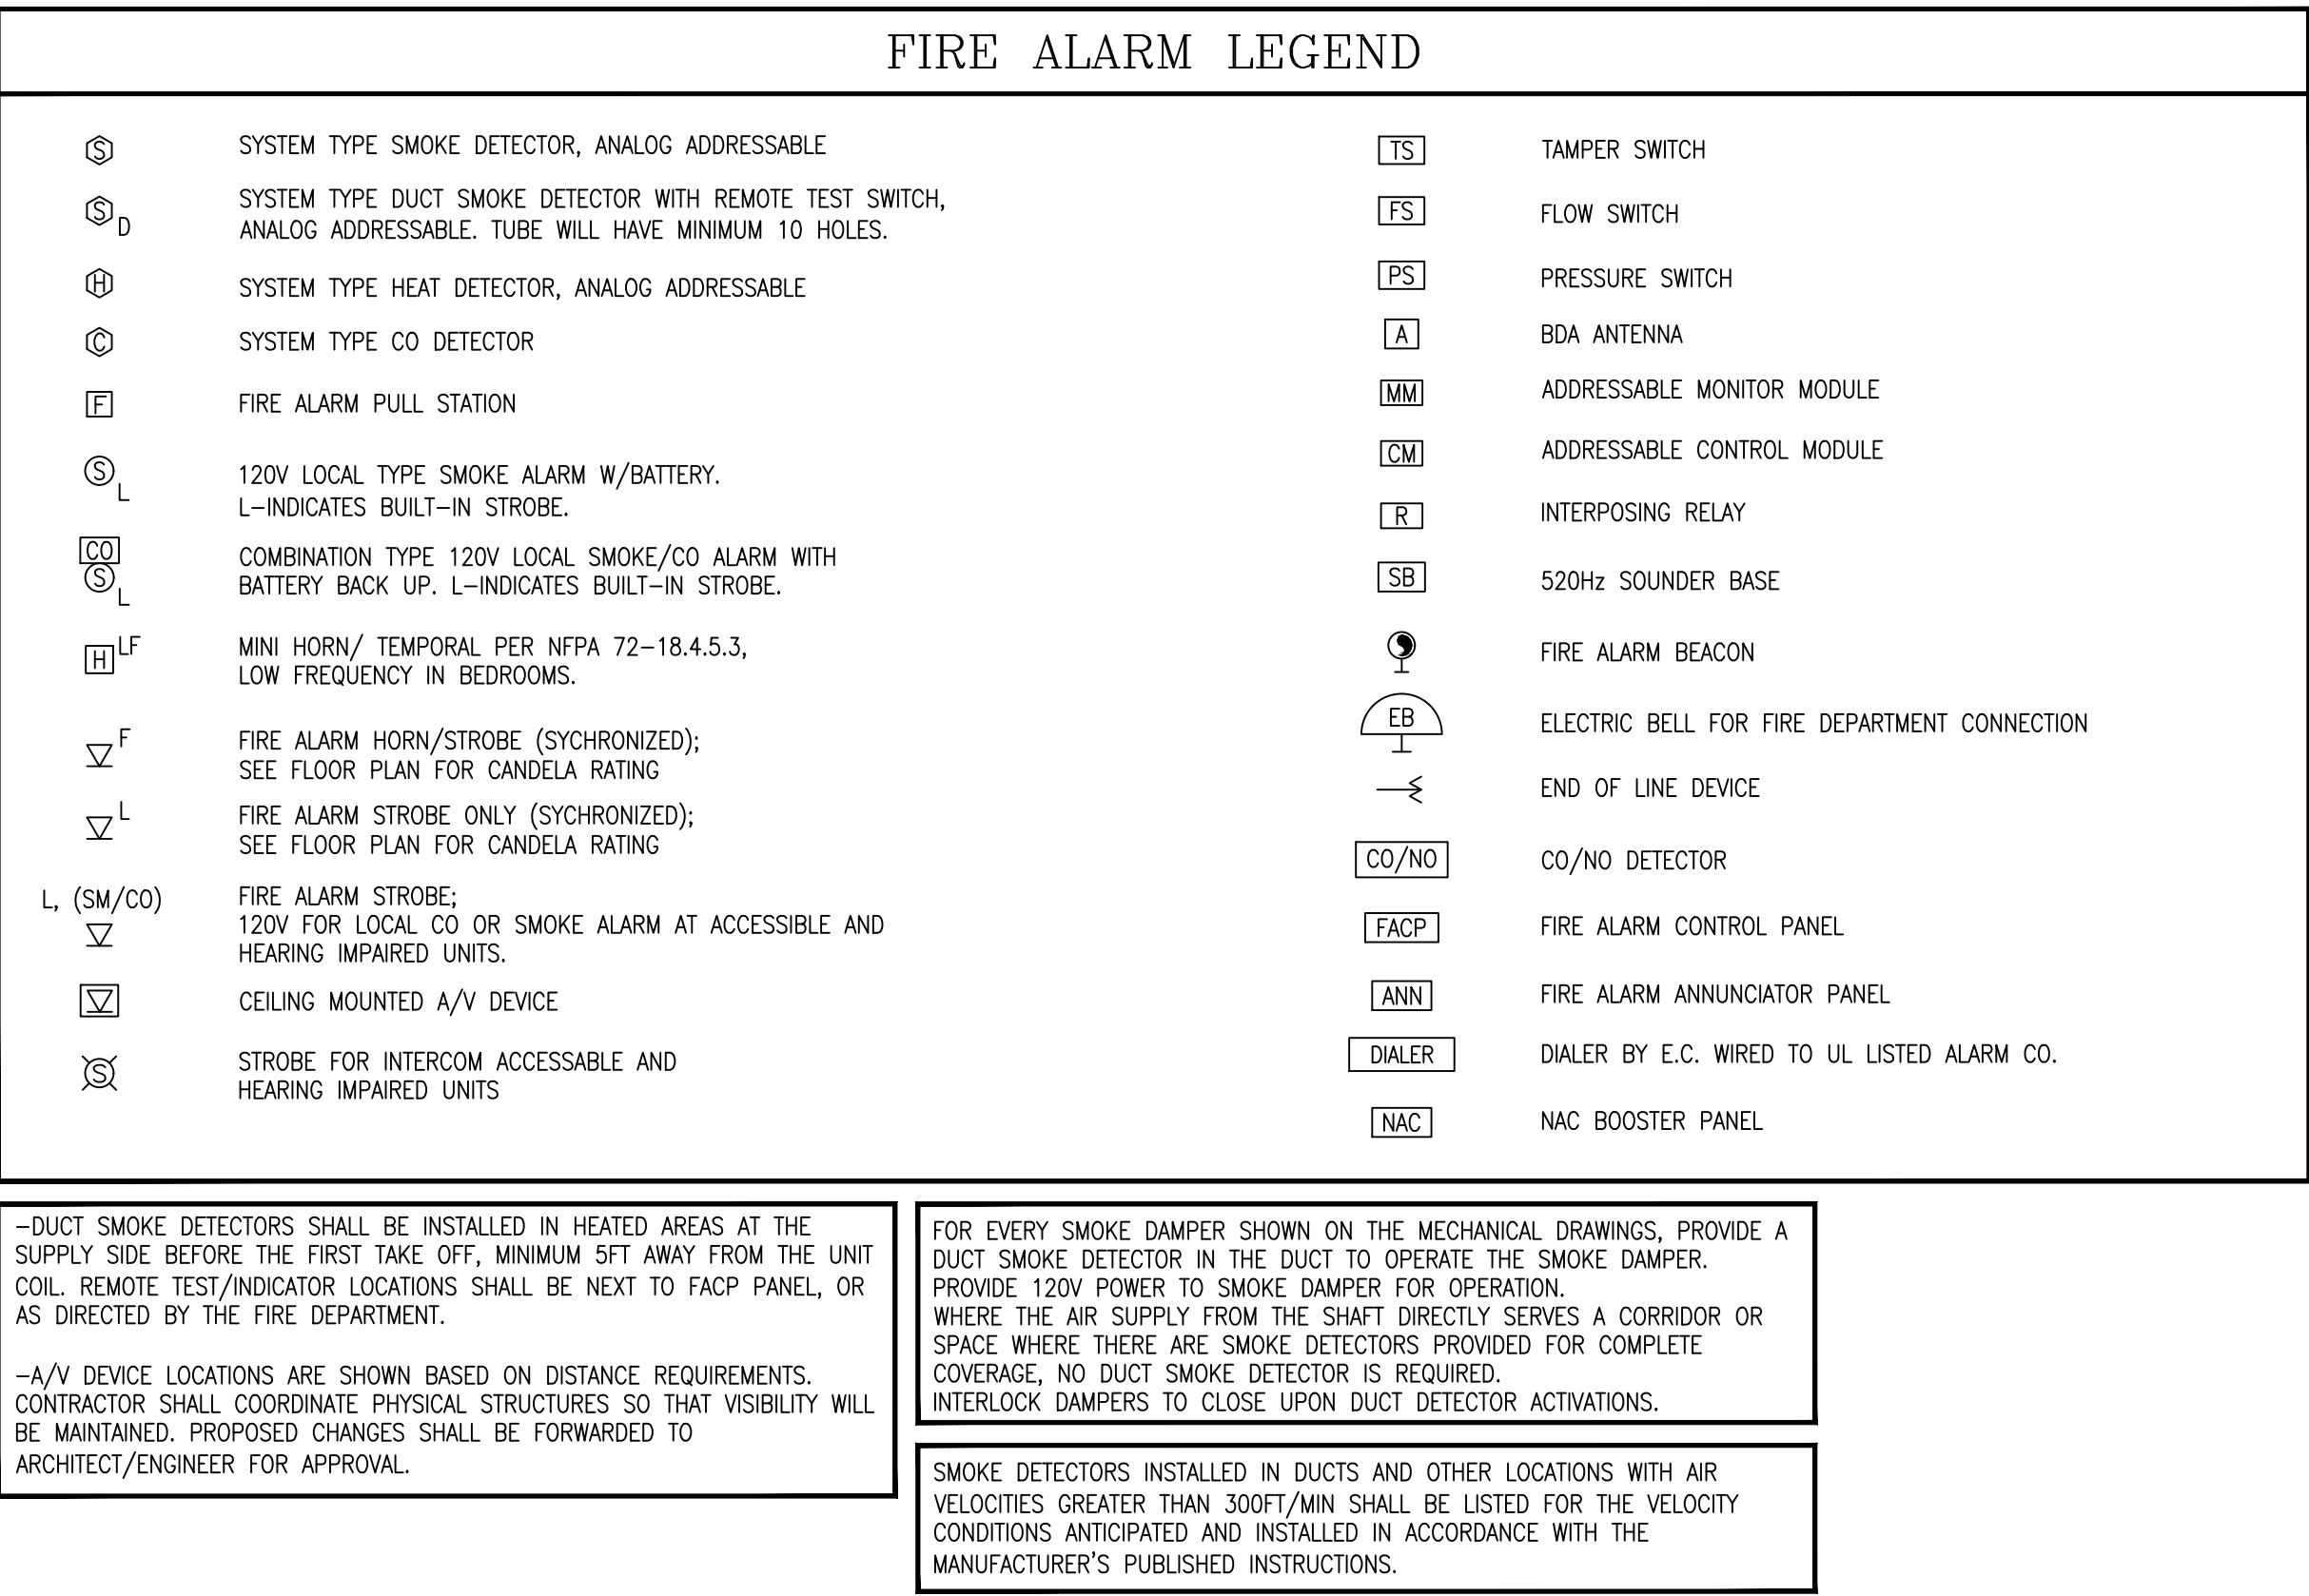 FIRE ALARM LEGEND
S
SYSTEM TYPE SMOKE DETECTOR, ANALOG ADDRESSABLE
S D
SYSTEM TYPE DUCT SMOKE DETECTOR WITH REMOTE TEST SWITCH,
ANALOG ADDRESSABLE. TUBE WILL HAVE MINIMUM 10 HOLES.
H
SYSTEM TYPE HEAT DETECTOR, ANALOG ADDRESSABLE
C
SYSTEM TYPE CO DETECTOR
F
FIRE ALARM PULL STATION
S L
120V LOCAL TYPE SMOKE ALARM W/BATTERY.
L-INDICATES BUILT-IN STROBE.
CO
S L
COMBINATION TYPE 120V LOCAL SMOKE/CO ALARM WITH
BATTERY BACK UP. L-INDICATES BUILT-IN STROBE.
H LF
MINI HORN/ TEMPORAL PER NFPA 72-18.4.5.3,
LOW FREQUENCY IN BEDROOMS.
F
FIRE ALARM HORN/STROBE (SYCHRONIZED);
SEE FLOOR PLAN FOR CANDELA RATING
L
FIRE ALARM STROBE ONLY (SYCHRONIZED);
SEE FLOOR PLAN FOR CANDELA RATING
L, (SM/CO)
FIRE ALARM STROBE;
120V FOR LOCAL CO OR SMOKE ALARM AT ACCESSIBLE AND
HEARING IMPAIRED UNITS.
CEILING MOUNTED A/V DEVICE
S
STROBE FOR INTERCOM ACCESSABLE AND
HEARING IMPAIRED UNITS
TS
TAMPER SWITCH
FS
FLOW SWITCH
PS
PRESSURE SWITCH
A
BDA ANTENNA
MM
ADDRESSABLE MONITOR MODULE
CM
ADDRESSABLE CONTROL MODULE
R
INTERPOSING RELAY
SB
520Hz SOUNDER BASE
FIRE ALARM BEACON
EB
ELECTRIC BELL FOR FIRE DEPARTMENT CONNECTION
END OF LINE DEVICE
CO/NO
CO/NO DETECTOR
FACP
FIRE ALARM CONTROL PANEL
ANN
FIRE ALARM ANNUNCIATOR PANEL
DIALER
DIALER BY E.C. WIRED TO UL LISTED ALARM CO.
NAC
NAC BOOSTER PANEL
-DUCT SMOKE DETECTORS SHALL BE INSTALLED IN HEATED AREAS AT THE
SUPPLY SIDE BEFORE THE FIRST TAKE OFF, MINIMUM 5FT AWAY FROM THE UNIT
COIL. REMOTE TEST/INDICATOR LOCATIONS SHALL BE NEXT TO FACP PANEL, OR
AS DIRECTED BY THE FIRE DEPARTMENT.
-A/V DEVICE LOCATIONS ARE SHOWN BASED ON DISTANCE REQUIREMENTS.
CONTRACTOR SHALL COORDINATE PHYSICAL STRUCTURES SO THAT VISIBILITY WILL
BE MAINTAINED. PROPOSED CHANGES SHALL BE FORWARDED TO
ARCHITECT/ENGINEER FOR APPROVAL.
FOR EVERY SMOKE DAMPER SHOWN ON THE MECHANICAL DRAWINGS, PROVIDE A
DUCT SMOKE DETECTOR IN THE DUCT TO OPERATE THE SMOKE DAMPER.
PROVIDE 120V POWER TO SMOKE DAMPER FOR OPERATION.
WHERE THE AIR SUPPLY FROM THE SHAFT DIRECTLY SERVES A CORRIDOR OR
SPACE WHERE THERE ARE SMOKE DETECTORS PROVIDED FOR COMPLETE
COVERAGE, NO DUCT SMOKE DETECTOR IS REQUIRED.
INTERLOCK DAMPERS TO CLOSE UPON DUCT DETECTOR ACTIVATIONS.
SMOKE DETECTORS INSTALLED IN DUCTS AND OTHER LOCATIONS WITH AIR
VELOCITIES GREATER THAN 300FT/MIN SHALL BE LISTED FOR THE VELOCITY
CONDITIONS ANTICIPATED AND INSTALLED IN ACCORDANCE WITH THE
MANUFACTURER'S PUBLISHED INSTRUCTIONS.